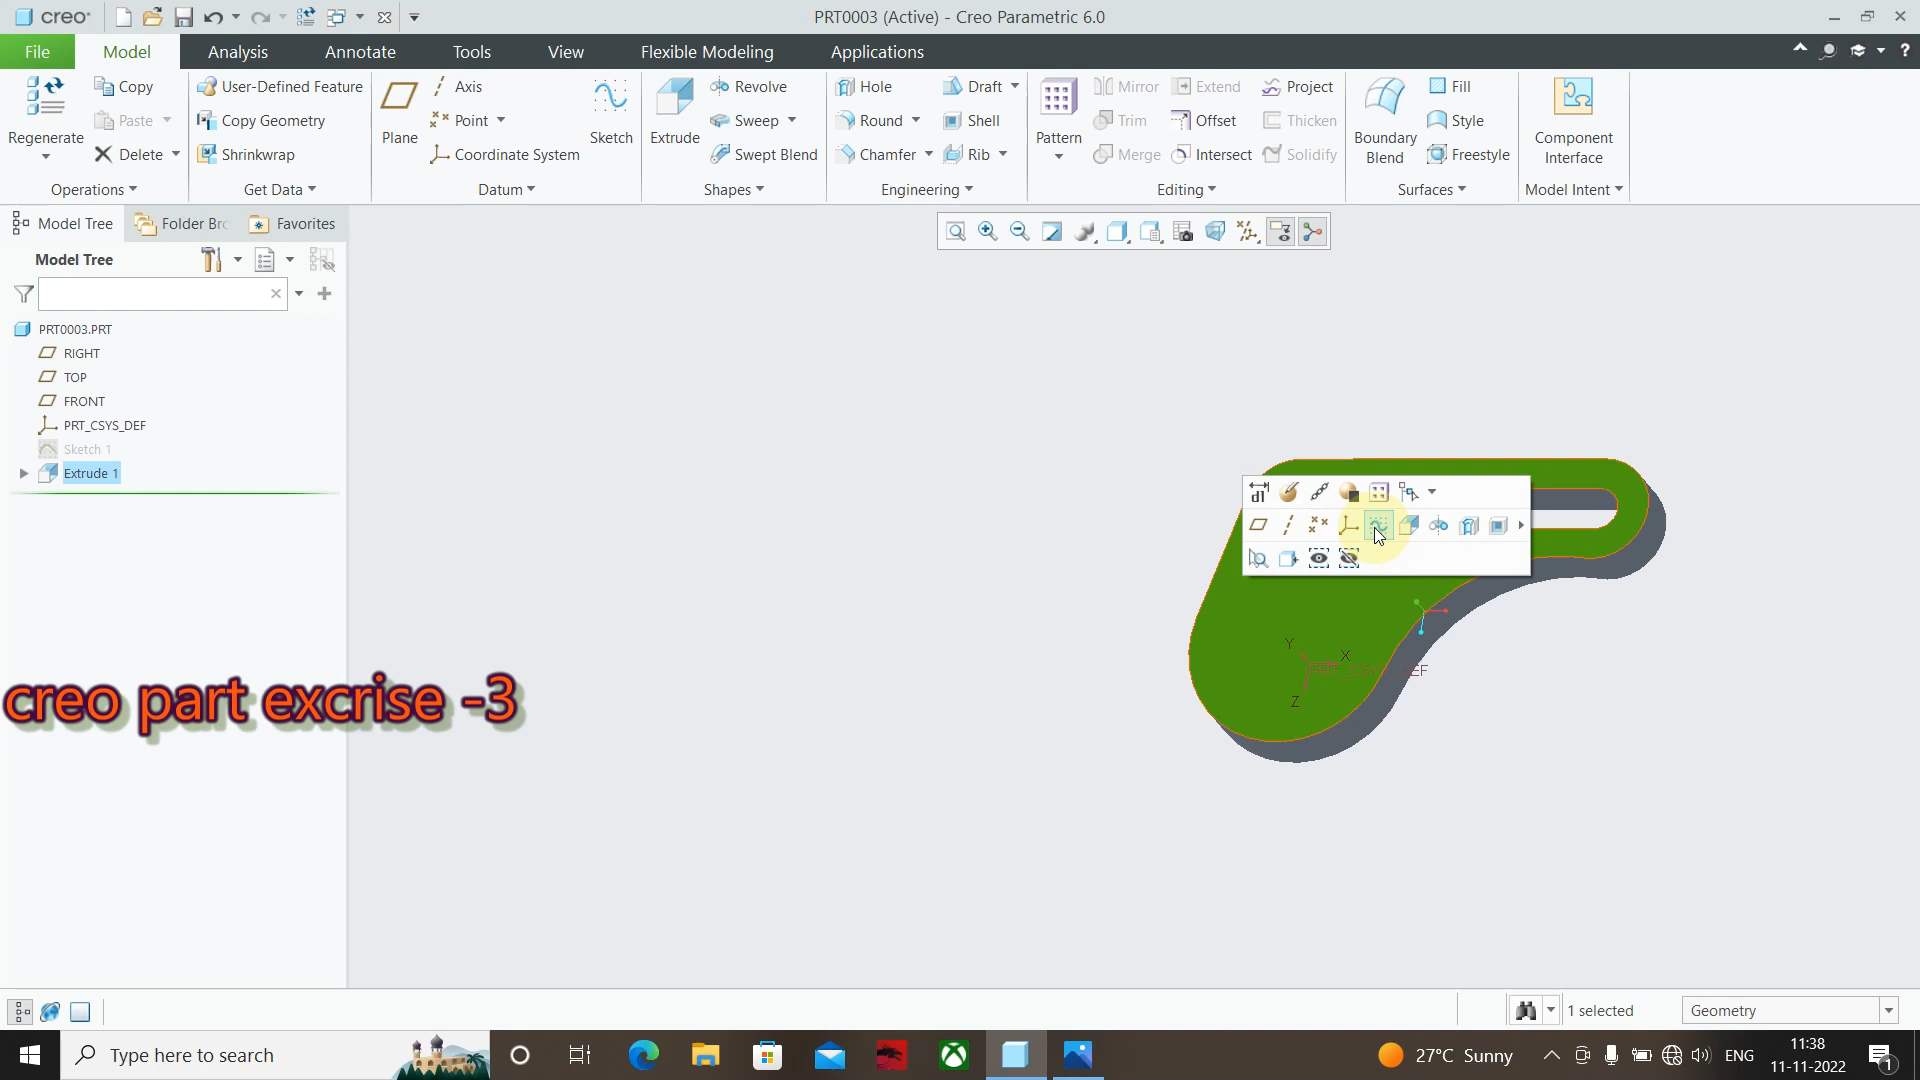 creo
PRT0003 (Active) - Creo Parametric 6.0
File Model Analysis Annotate Tools View Flexible Modeling Applications
Regenerate Copy Paste Delete
User-Defined Feature
Copy Geometry
Shrinkwrap
Plane Axis Point Coordinate System Sketch
Extrude Revolve Sweep Swept Blend
Hole Round Chamfer Draft Shell Rib
Pattern Mirror Trim Merge Extend Offset Intersect Project Thicken Solidify
Boundary
Blend
Fill
Style
Freestyle
Component
Interface
Operations Get Data Datum Shapes Engineering Editing Surfaces Model Intent
Model Tree Folder Br Favorites
Model Tree
PRT0003.PRT
RIGHT
TOP
FRONT
PRT_CSYS_DEF
Sketch 1
Extrude 1
d1
Y
X
Z
creo part excrise -3
1 selected Geometry
Type here to search
27°C Sunny
ENG
11:38
11-11-2022
1